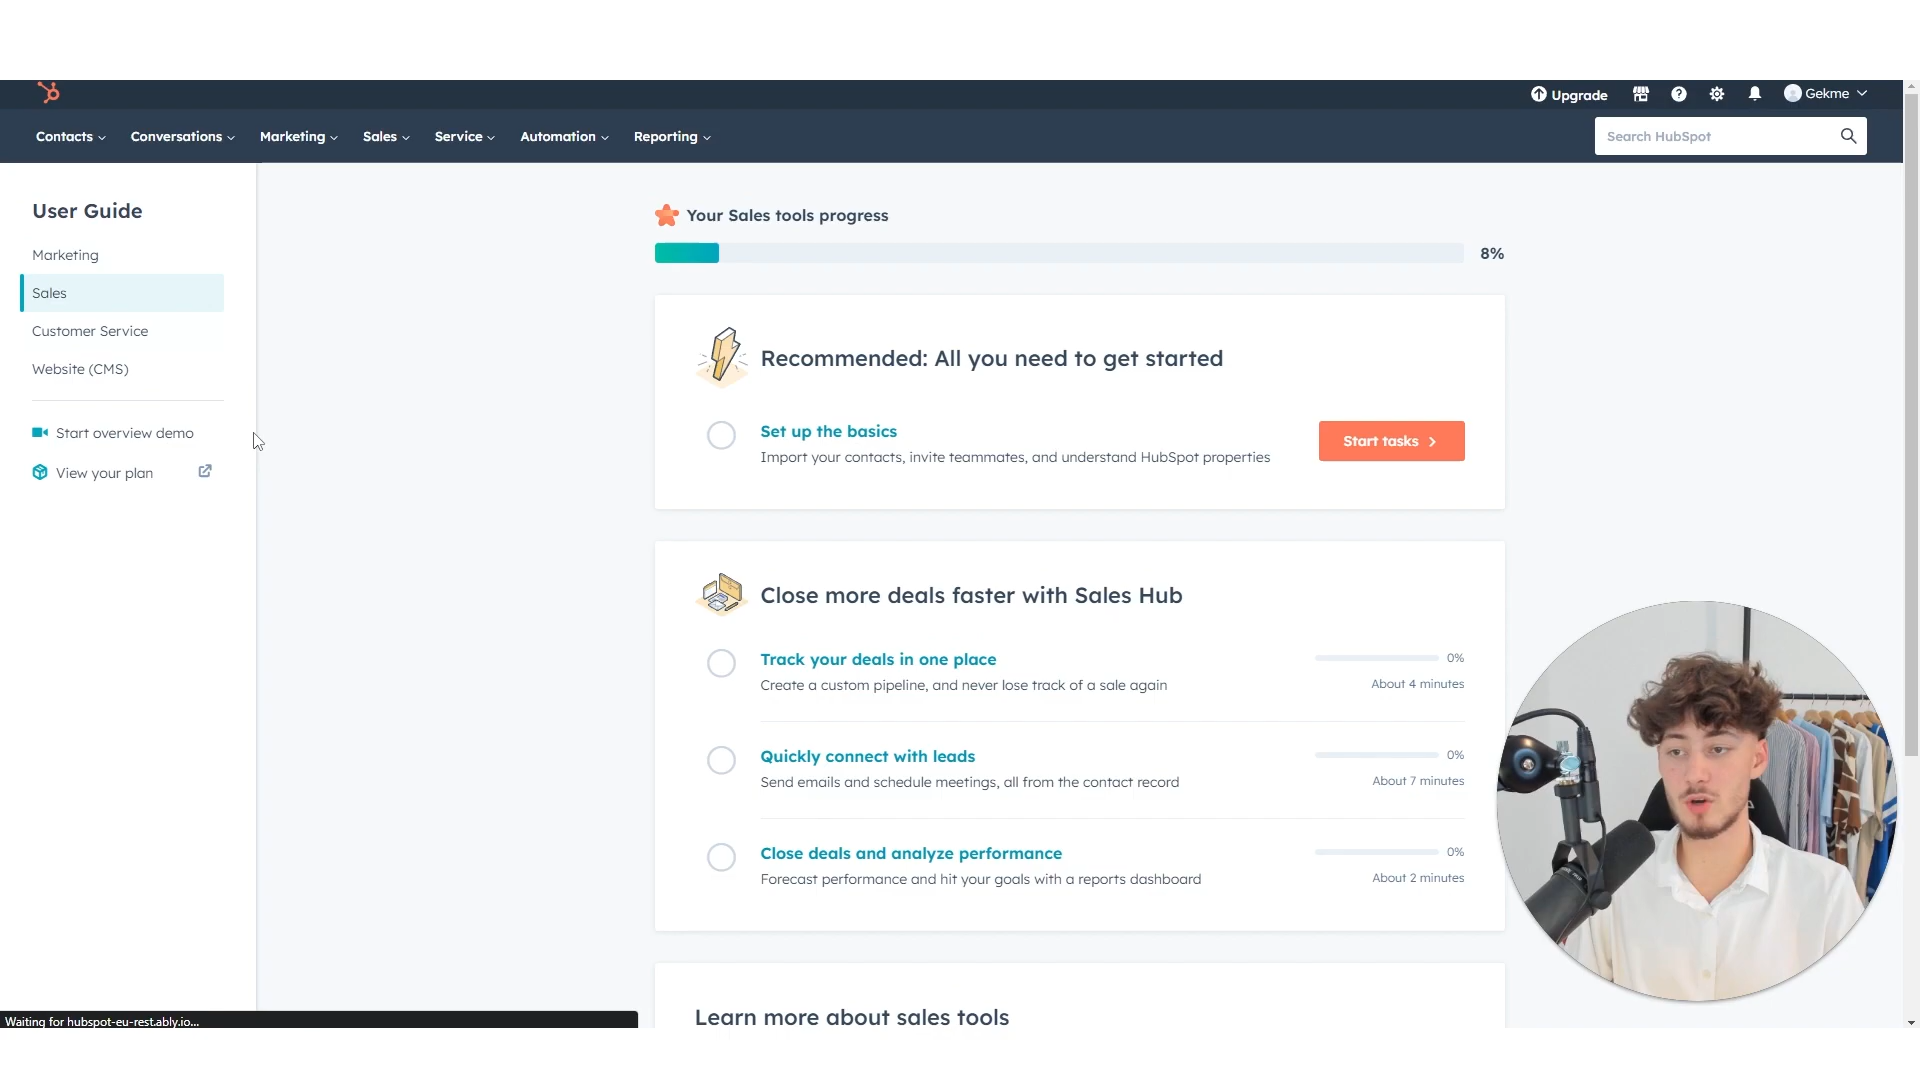 Upgrade
Gekme
Contacts
Conversations
Marketing
Sales
Service
Automation
Reporting
Search HubSpot
User Guide
Marketing
Sales
Customer Service
Website (CMS)
Start overview demo
View your plan
Your Sales tools progress
8%
Recommended: All you need to get started
Set up the basics
Import your contacts, invite teammates, and understand HubSpot properties
Start tasks
Close more deals faster with Sales Hub
Track your deals in one place
0%
Create a custom pipeline, and never lose track of a sale again
About 4 minutes
Quickly connect with leads
0%
Send emails and schedule meetings, all from the contact record
About 7 minutes
Close deals and analyze performance
0%
Forecast performance and hit your goals with a reports dashboard
About 2 minutes
Learn more about sales tools
Waiting for hubspot-eu-rest.ably.io...